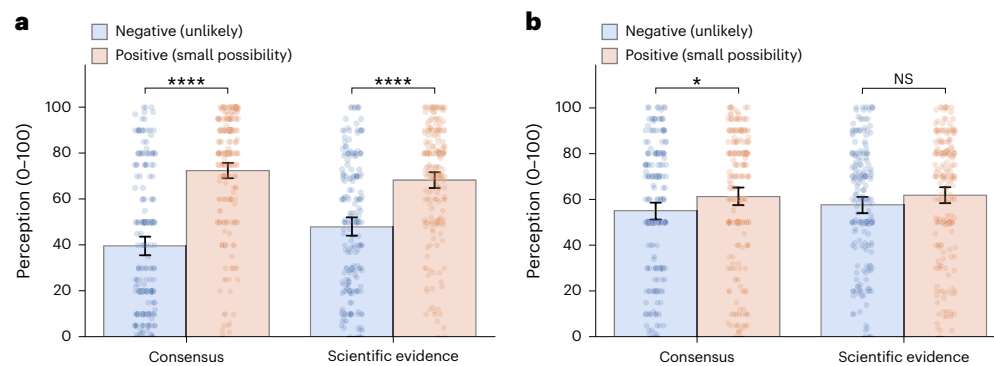 a
Negative (unlikely)
Positive (small possibility)
****
****
100
80
60
40
20
0
Perception (0–100)
Consensus
Scientific evidence
b
Negative (unlikely)
Positive (small possibility)
*
NS
100
80
60
40
20
0
Perception (0–100)
Consensus
Scientific evidence